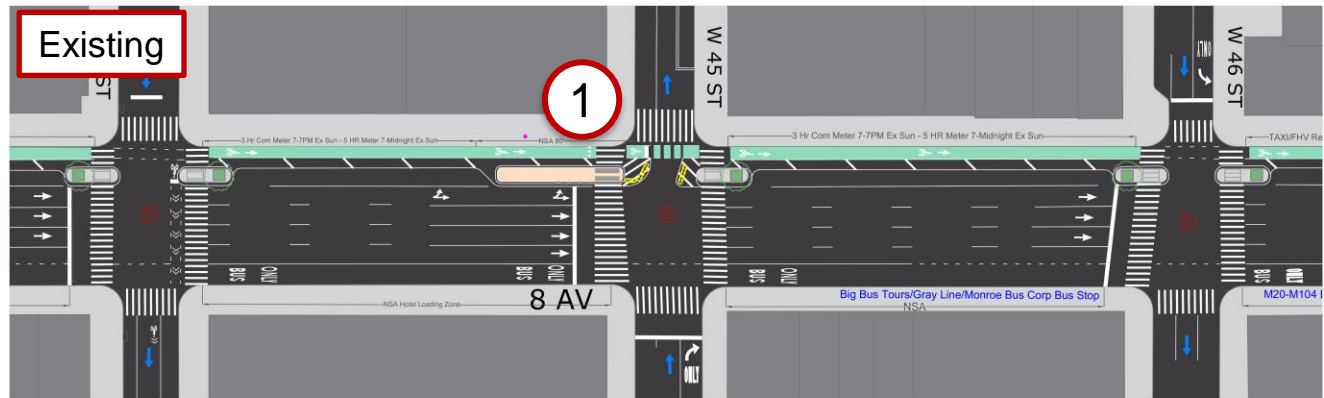 Existing
ST
1
W 45 ST
W 46 ST
ONLY
3 Hr Com Meter 7-7PM Ex Sun - 5 HR Meter 7-Midnight Ex Sun
NSA 80'
3 Hr Com Meter 7-7PM Ex Sun - 5 HR Meter 7-Midnight Ex Sun
TAXI/FHV Re
BUS ONLY
BUS ONLY
BUS ONLY
BUS ONLY
NSA Hotel Loading Zone
8 AV
Big Bus Tours/Gray Line/Monroe Bus Corp Bus Stop
NSA
M20-M104 B
ONLY